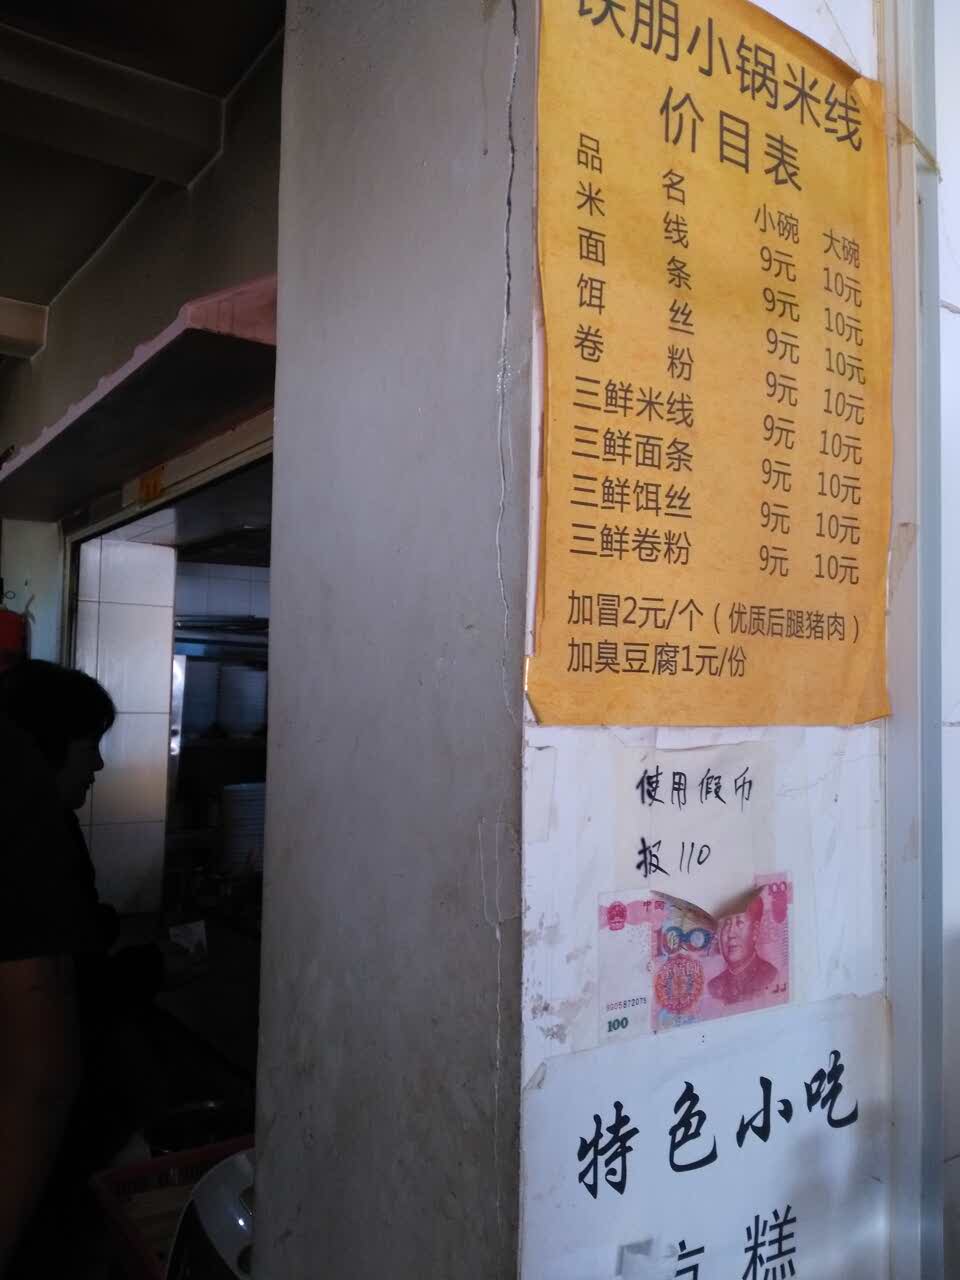 铁朋小锅米线
价目表
品名 小碗 大碗
米线 9元 10元
面条 9元 10元
饵丝 9元 10元
卷粉 9元 10元
三鲜米线 9元 10元
三鲜面条 9元 10元
三鲜饵丝 9元 10元
三鲜卷粉 9元 10元
加冒2元/个（优质后腿猪肉）
加臭豆腐1元/份
使用假币
报110
中国
100
100
100
特色小吃
糕